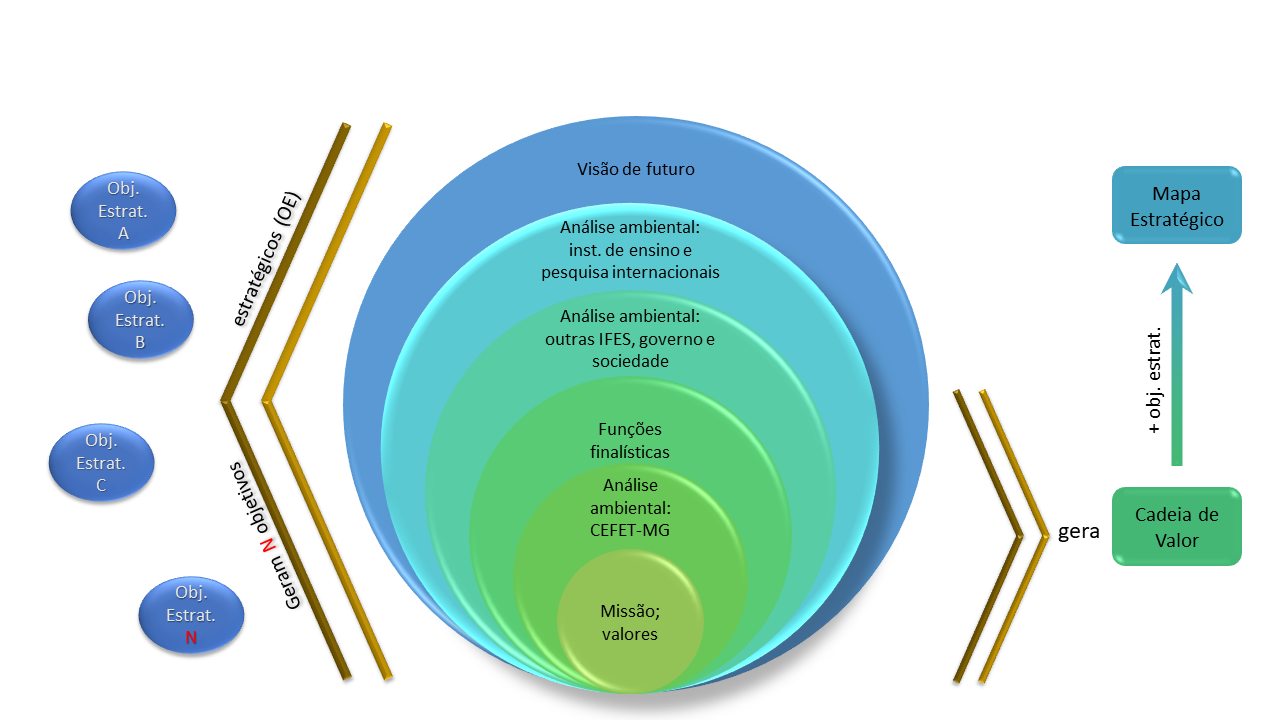 Obj.
Estrat.
A
Obj.
Estrat.
B
Obj.
Estrat.
C
Obj.
Estrat.
N
Geram N objetivos
estratégicos (OE)
Visão de futuro
Análise ambiental:
inst. de ensino e
pesquisa internacionais
Análise ambiental:
outras IFES, governo e
sociedade
Funções
finalísticas
Análise
ambiental:
CEFET-MG
Missão;
valores
gera
Mapa
Estratégico
+ obj. estrat.
Cadeia de
Valor